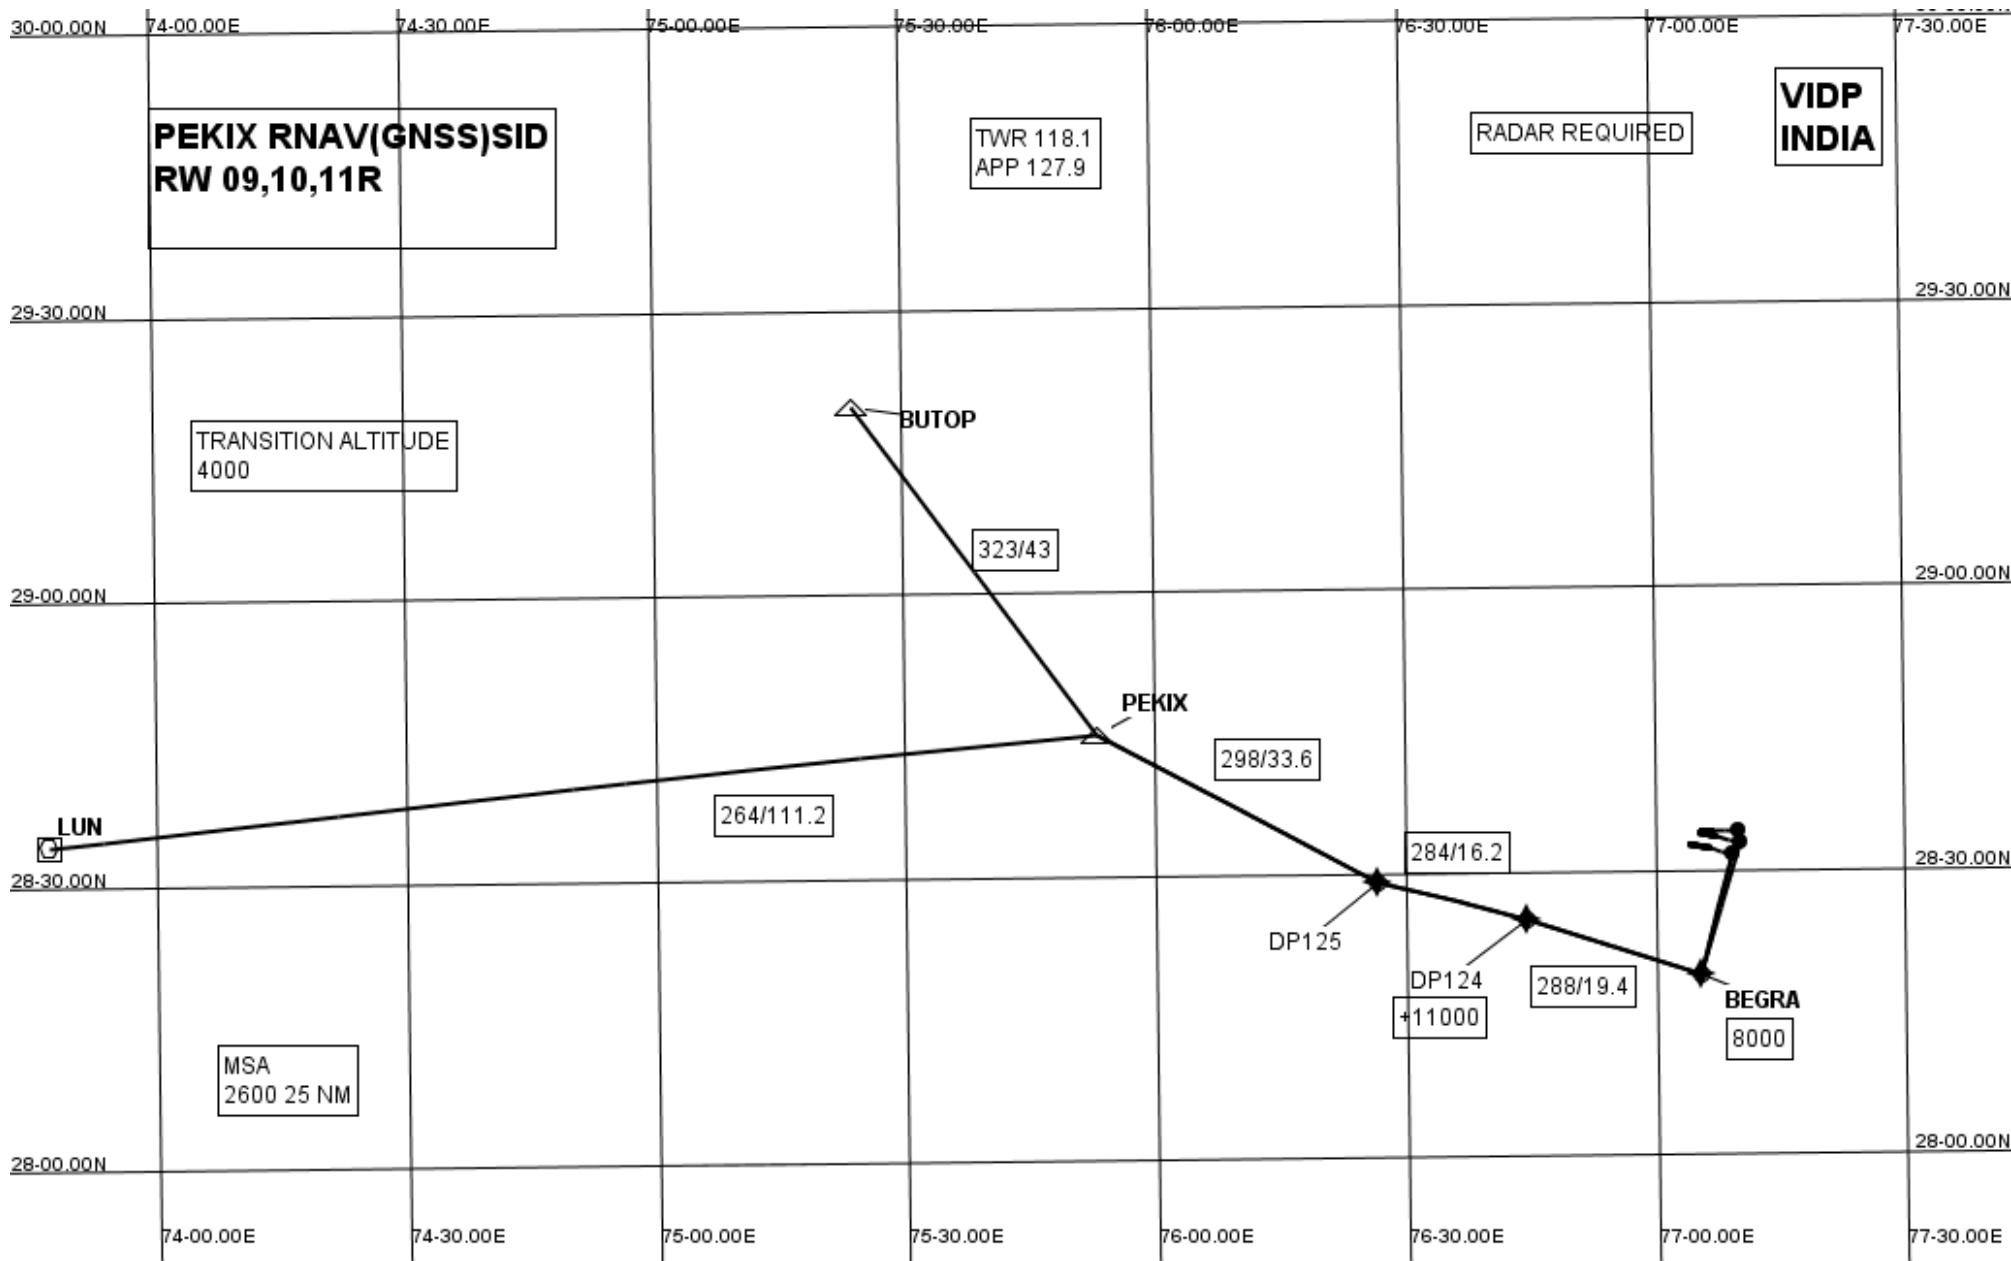 30-00.00N
74-00.00E
74-30.00E
75-00.00E
75-30.00E
76-00.00E
76-30.00E
77-00.00E
77-30.00E
PEKIX RNAV(GNSS)SID
RW 09,10,11R
TWR 118.1
APP 127.9
RADAR REQUIRED
VIDP
INDIA
29-30.00N
29-30.00N
TRANSITION ALTITUDE
4000
BUTOP
323/43
29-00.00N
29-00.00N
PEKIX
298/33.6
264/111.2
LUN
284/16.2
28-30.00N
28-30.00N
DP125
DP124
+11000
288/19.4
BEGRA
8000
MSA
2600 25 NM
28-00.00N
28-00.00N
74-00.00E
74-30.00E
75-00.00E
75-30.00E
76-00.00E
76-30.00E
77-00.00E
77-30.00E